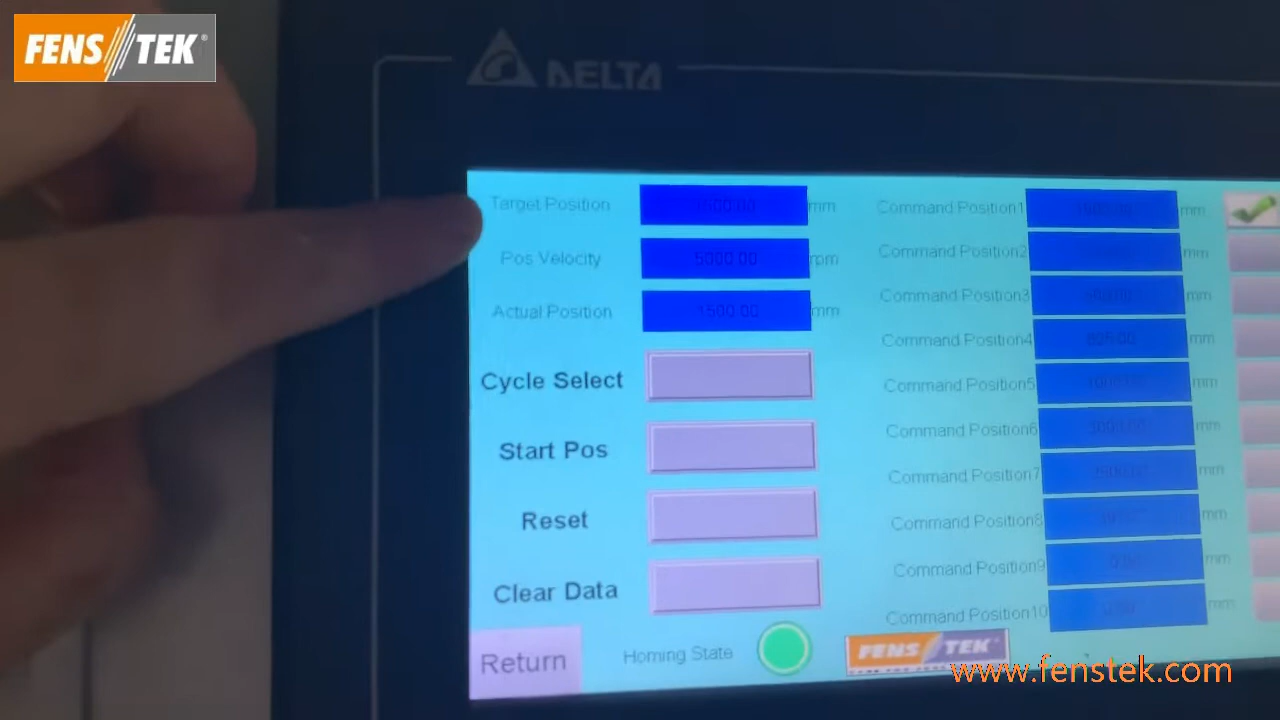 FENS TEK®
DELTA
Target Position mm
Pos Velocity 5000.00 rpm
Actual Position 1500.00 mm
Cycle Select
Start Pos
Reset
Clear Data
Return
Homing State
Command Position1 mm
Command Position2 mm
Command Position3 mm
Command Position4 mm
Command Position5 mm
Command Position6 mm
Command Position7 mm
Command Position8 mm
Command Position9 mm
Command Position10 mm
FENS TEK
www.fenstek.com